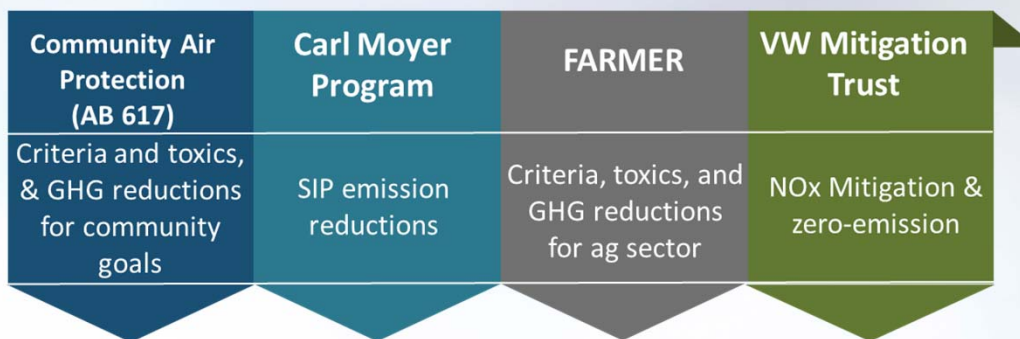 Community Air
Protection
(AB 617)
Carl Moyer
Program
FARMER
VW Mitigation
Trust
Criteria and toxics,
& GHG reductions
for community
goals
SIP emission
reductions
Criteria, toxics, and
GHG reductions
for ag sector
NOx Mitigation &
zero-emission